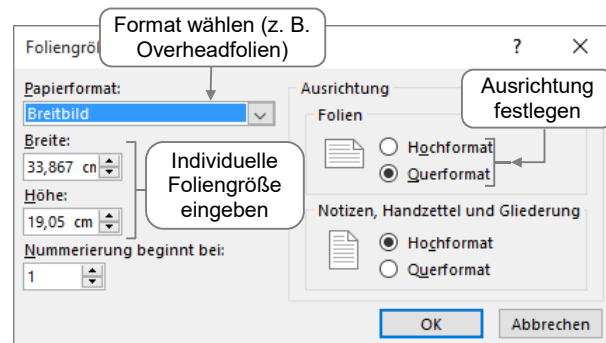 Format wählen (z. B.
Overheadfolien)
Foliengrö
?
Papierformat:
Breitbild
Breite:
33,867 cm
Höhe:
19,05 cm
Nummerierung beginnt bei:
1
Individuelle
Foliengröße
eingeben
Ausrichtung
Folien
Hochformat
Querformat
Ausrichtung
festlegen
Notizen, Handzettel und Gliederung
Hochformat
Querformat
OK
Abbrechen